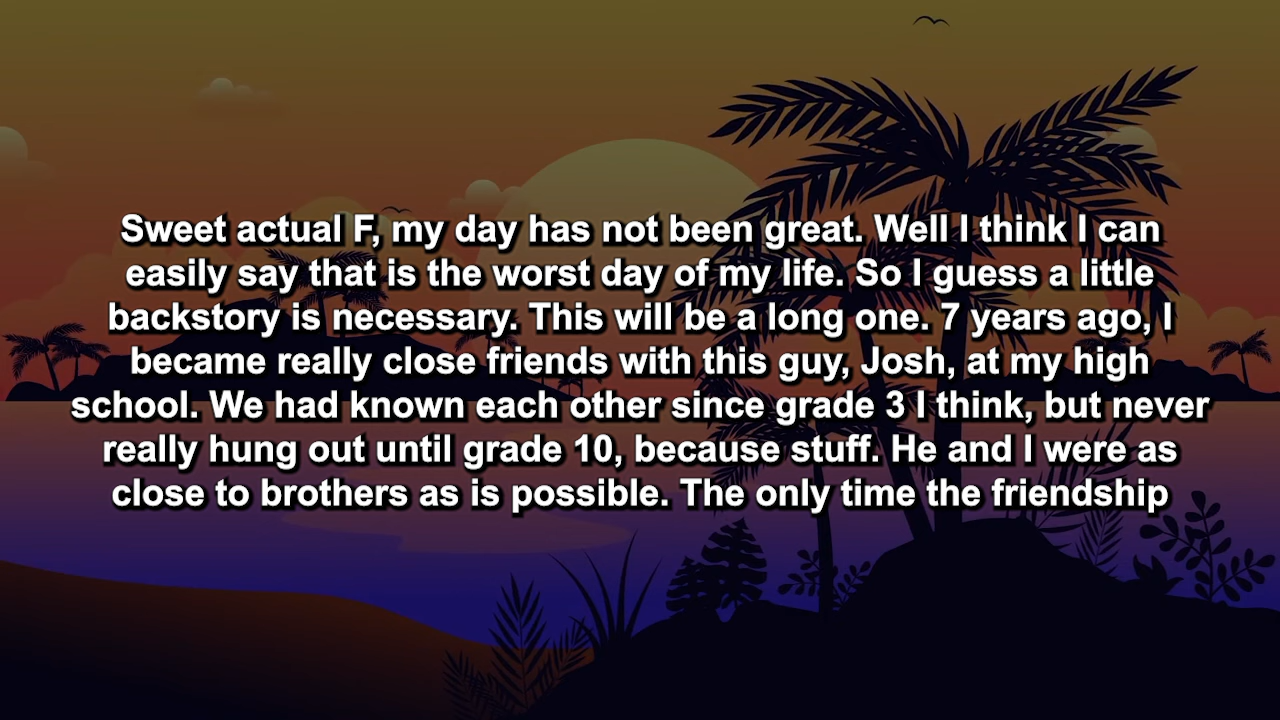 Sweet actual F, my day has not been great. Well I think I can
easily say that is the worst day of my life. So I guess a little
backstory is necessary. This will be a long one. 7 years ago, I
became really close friends with this guy, Josh, at my high
school. We had known each other since grade 3 I think, but never
really hung out until grade 10, because stuff. He and I were as
close to brothers as is possible. The only time the friendship